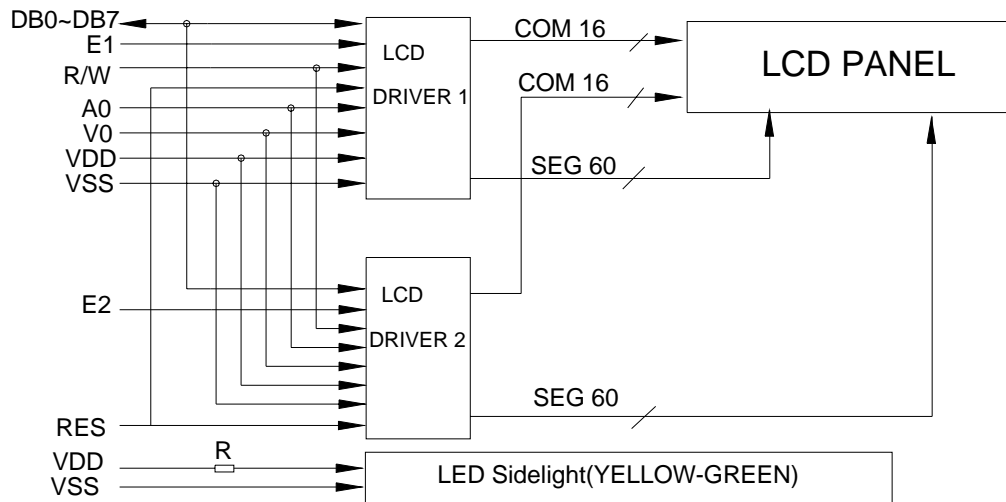 DB0~DB7
E1
R/W
A0
V0
VDD
VSS
LCD
DRIVER 1
COM 16
COM 16
SEG 60
LCD PANEL
E2
RES
LCD
DRIVER 2
SEG 60
VDD
VSS
R
LED Sidelight(YELLOW-GREEN)